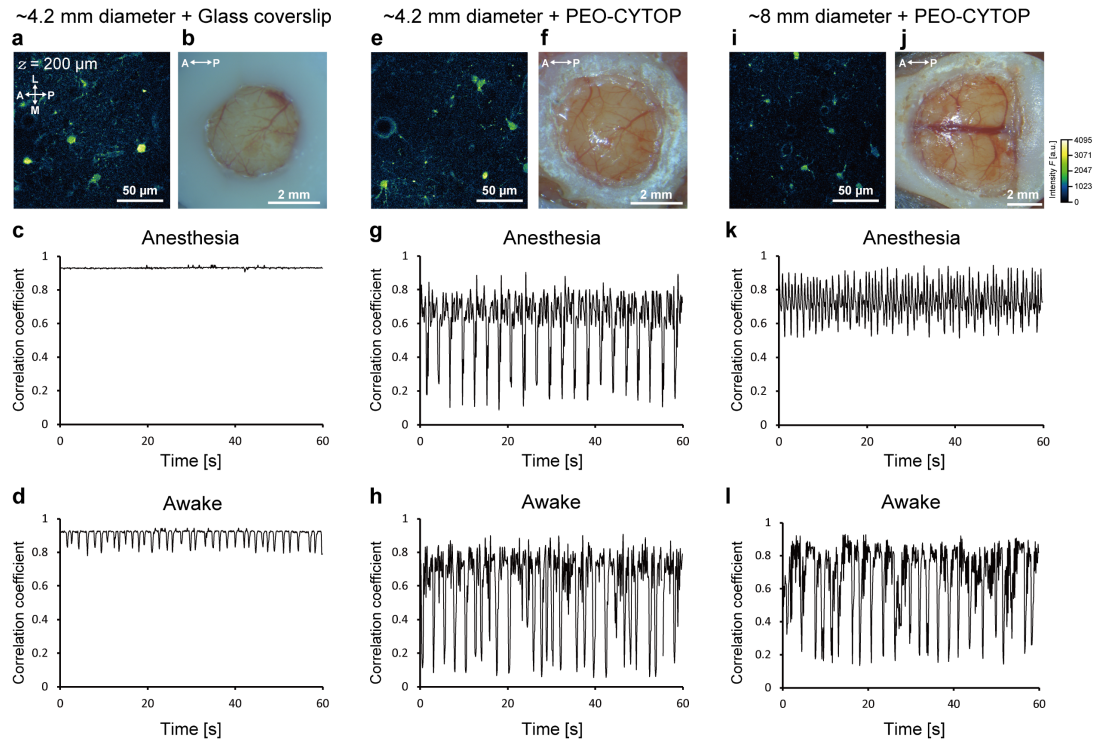 ~4.2 mm diameter + Glass coverslip
~4.2 mm diameter + PEO-CYTOP
~8 mm diameter + PEO-CYTOP
a
b
e
f
i
j
z = 200 µm
L
A P
M
50 µm
A P
2 mm
50 µm
A P
2 mm
50 µm
A P
2 mm
Intensity F [a.u.]
4095
3071
2047
1023
0
c
Anesthesia
Correlation coefficient
1
0.8
0.6
0.4
0.2
0
0 20 40 60
Time [s]
g
Anesthesia
Correlation coefficient
1
0.8
0.6
0.4
0.2
0
0 20 40 60
Time [s]
k
Anesthesia
Correlation coefficient
1
0.8
0.6
0.4
0.2
0
0 20 40 60
Time [s]
d
Awake
Correlation coefficient
1
0.8
0.6
0.4
0.2
0
0 20 40 60
Time [s]
h
Awake
Correlation coefficient
1
0.8
0.6
0.4
0.2
0
0 20 40 60
Time [s]
l
Awake
Correlation coefficient
1
0.8
0.6
0.4
0.2
0
0 20 40 60
Time [s]